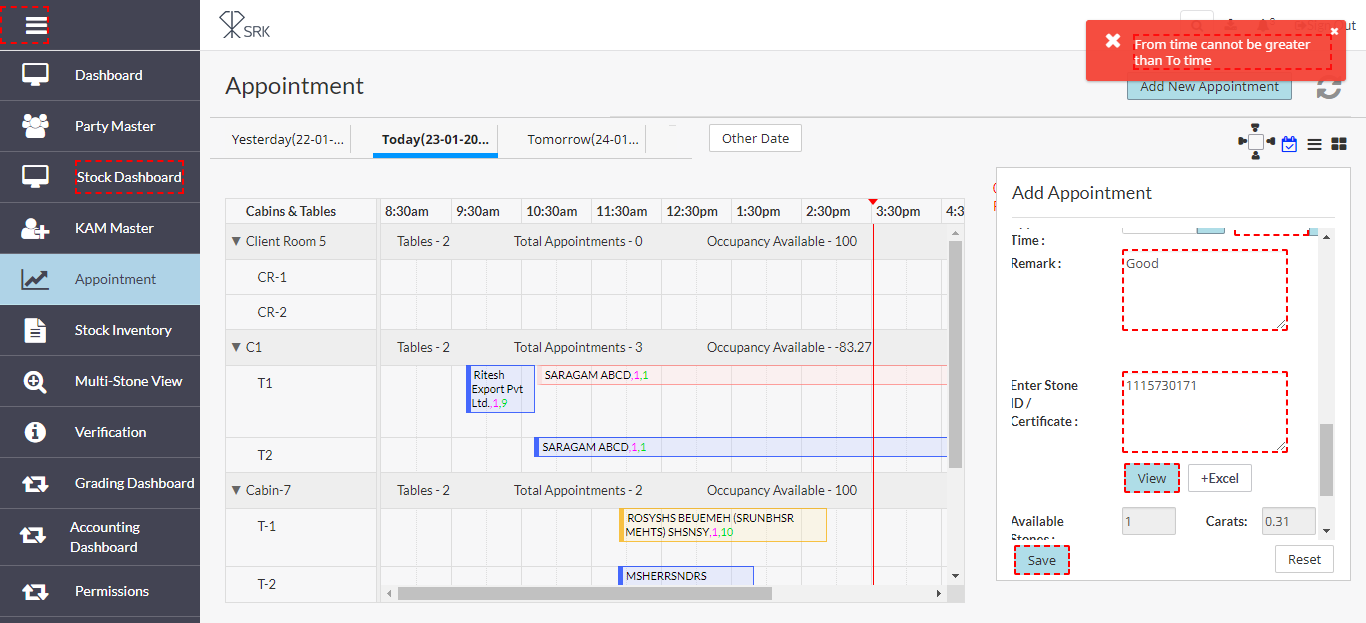 SRK
From time cannot be greater
than To time
Dashboard
Party Master
Stock Dashboard
KAM Master
Appointment
Stock Inventory
Multi-Stone View
Verification
Grading Dashboard
Accounting
Dashboard
Permissions
Appointment
Add New Appointment
Yesterday(22-01-...
Today(23-01-20...
Tomorrow(24-01...
Other Date
Cabins & Tables
8:30am 9:30am 10:30am 11:30am 12:30pm 1:30pm 2:30pm 3:30pm 4:3
Client Room 5 Tables - 2 Total Appointments - 0 Occupancy Available - 100
CR-1
CR-2
C1 Tables - 2 Total Appointments - 3 Occupancy Available - -83.27
T1
Ritesh
Export Pvt
Ltd.,1,9
SARAGAM ABCD,1,1
T2
SARAGAM ABCD,1,1
Cabin-7 Tables - 2 Total Appointments - 2 Occupancy Available - 100
T-1
ROSYSHS BEUEMEH (SRUNBHSR
MEHTS) SHSNSY,1,10
T-2
MSHERRSNDRS
Add Appointment
Time :
Remark :
Good
Enter Stone
ID /
Certificate :
1115730171
View
+Excel
Available
Stones :
1
Carats:
0.31
Save
Reset